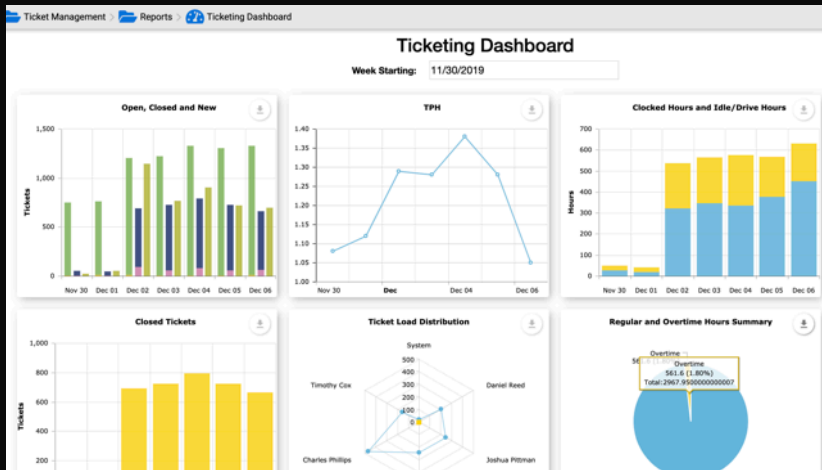 Ticket Management > Reports > Ticketing Dashboard
Ticketing Dashboard
Week Starting: 11/30/2019
Open, Closed and New
1,500
1,000
500
0
Tickets
Nov 30 Dec 01 Dec 02 Dec 03 Dec 04 Dec 05 Dec 06
TPH
1.40
1.35
1.30
1.25
1.20
1.15
1.10
1.05
1.00
Nov 30 Dec Dec 04 Dec 06
Clocked Hours and Idle/Drive Hours
700
600
500
400
300
200
100
0
Hours
Nov 30 Dec 01 Dec 02 Dec 03 Dec 04 Dec 05 Dec 06
Closed Tickets
1,000
800
600
400
200
Tickets
Ticket Load Distribution
System
500
400
300
200
100
0
Timothy Cox
Daniel Reed
Charles Phillips
Joshua Pittman
Regular and Overtime Hours Summary
Overtime
Overtime
561.6 (1.80%)
Total:2967.9500000000007